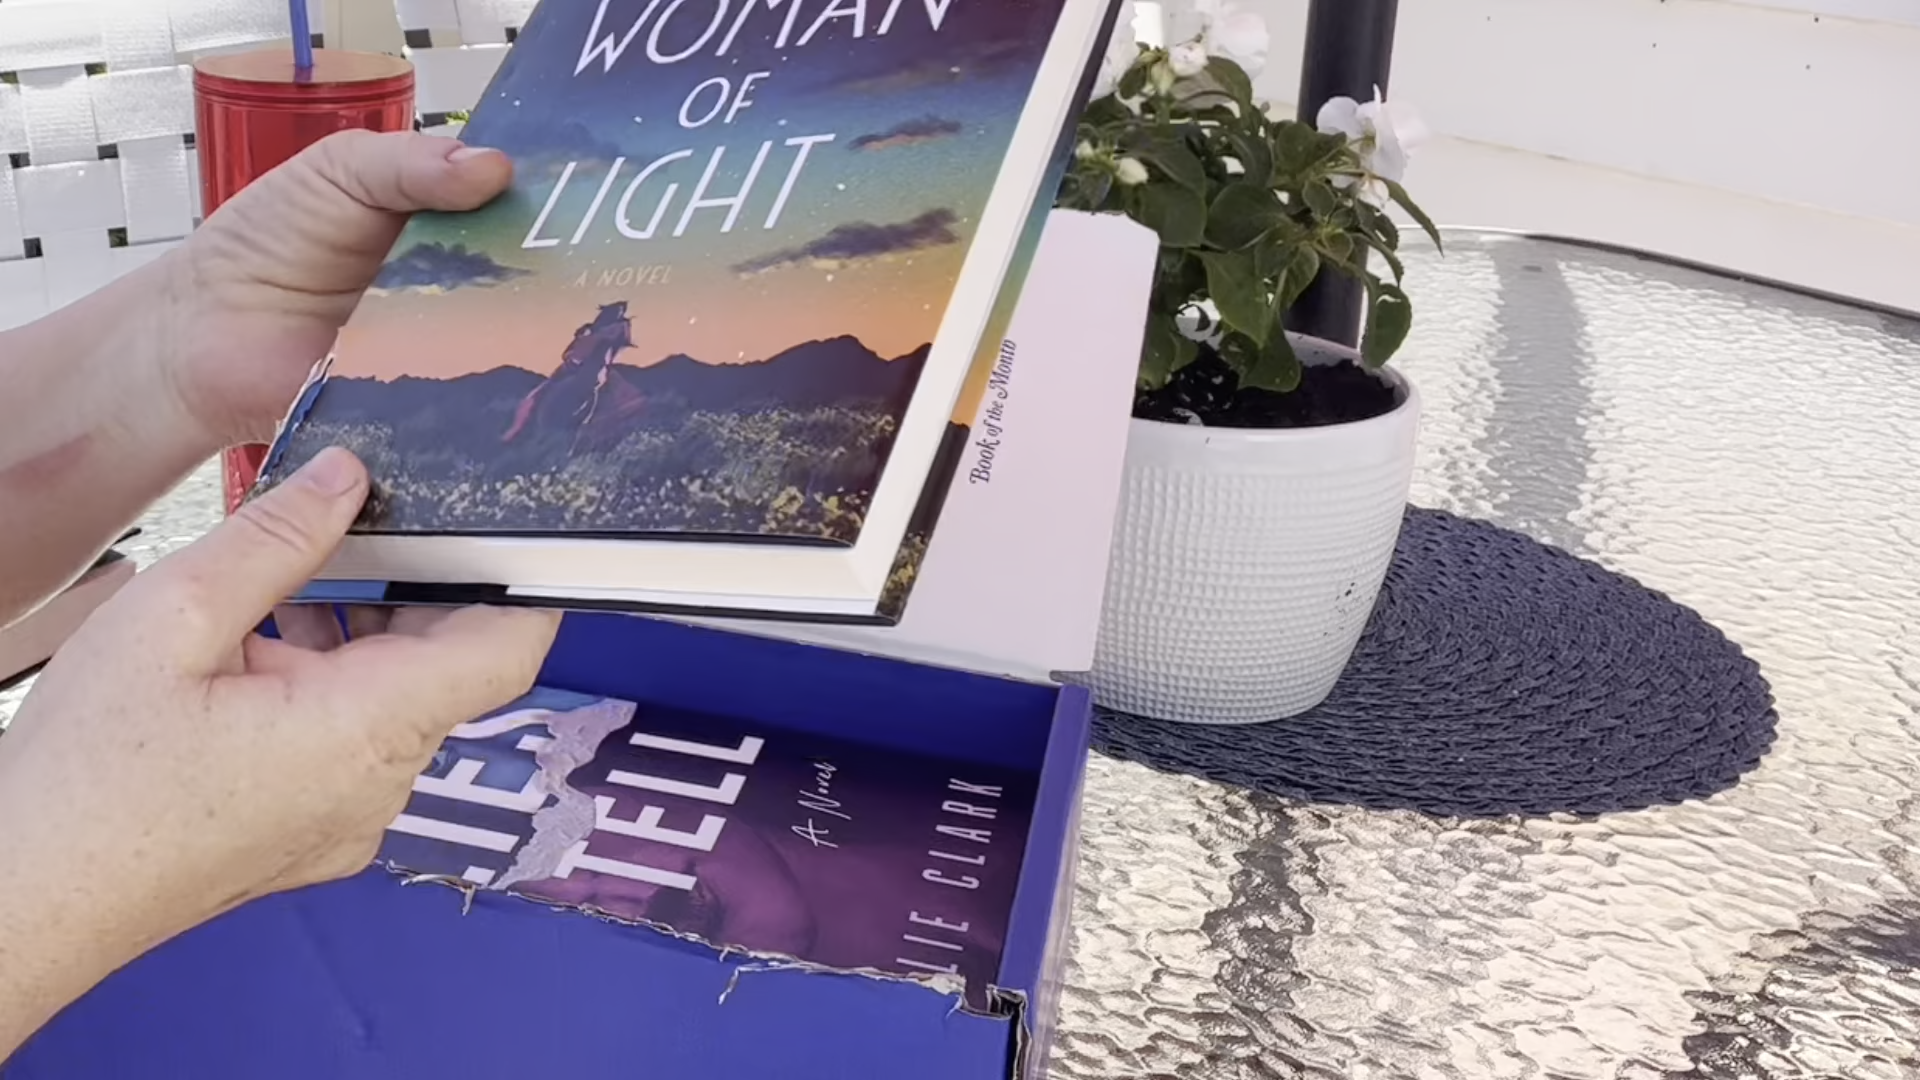 WOMAN
OF
LIGHT
A NOVEL
Book of the Month
TELL
A Novel
LIE CLARK